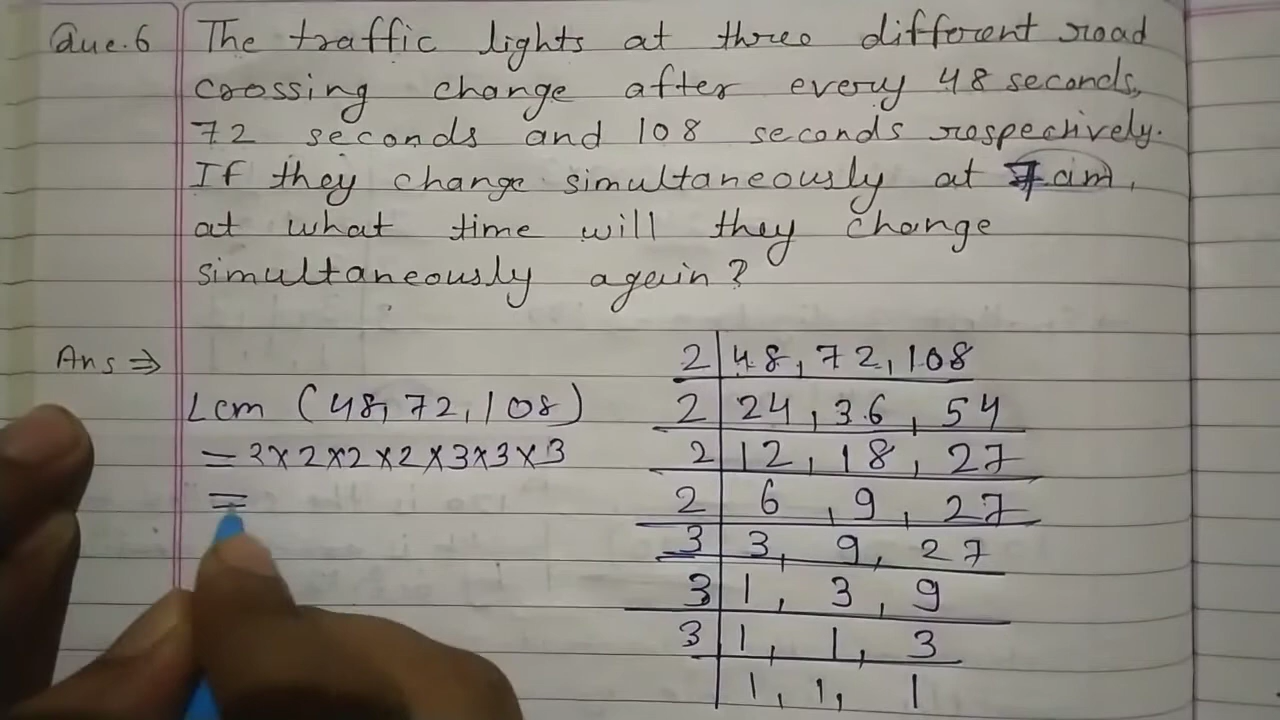 Que.6 The traffic lights at three different road
crossing change after every 48 seconds,
72 seconds and 108 seconds respectively.
If they change simultaneously at 7 am,
at what time will they change
simultaneously again?
Ans ⇒
Lcm (48, 72, 108)
= 2×2×2×2×3×3×3
=
2 | 48, 72, 108
2 | 24, 36, 54
2 | 12, 18, 27
2 | 6, 9, 27
3 | 3, 9, 27
3 | 1, 3, 9
3 | 1, 1, 3
1, 1, 1